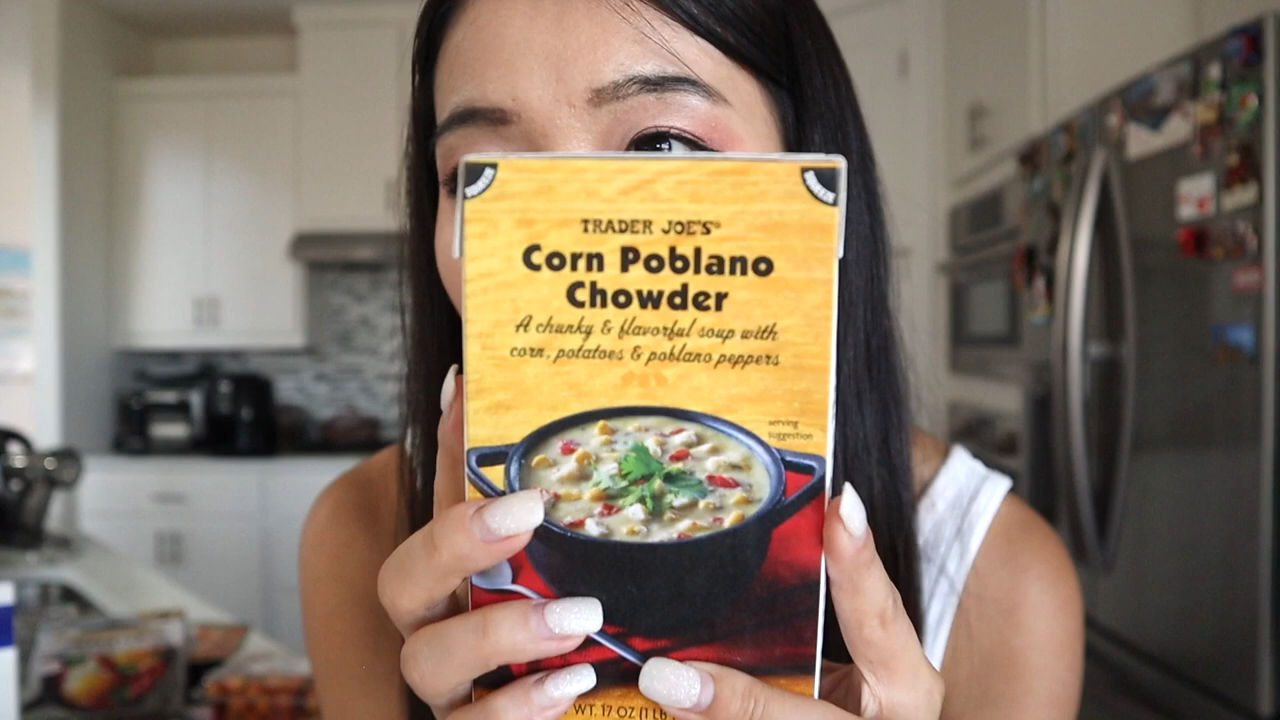 TRADER JOE'S®
Corn Poblano
Chowder
A chunky & flavorful soup with
corn, potatoes & poblano peppers
serving
suggestion
WT. 17 OZ (1 LB